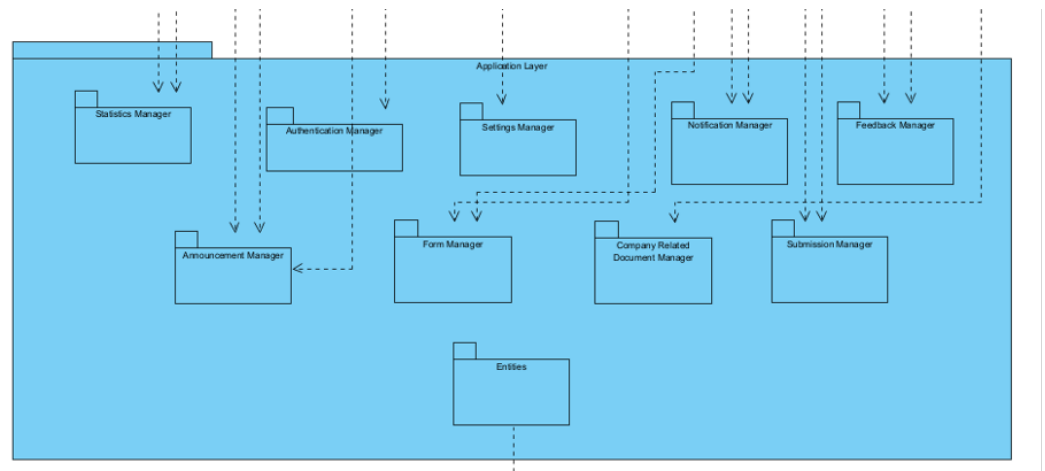 Application Layer
Statistics Manager
Authentication Manager
Settings Manager
Notification Manager
Feedback Manager
Announcement Manager
Form Manager
Company Related
Document Manager
Submission Manager
Entities